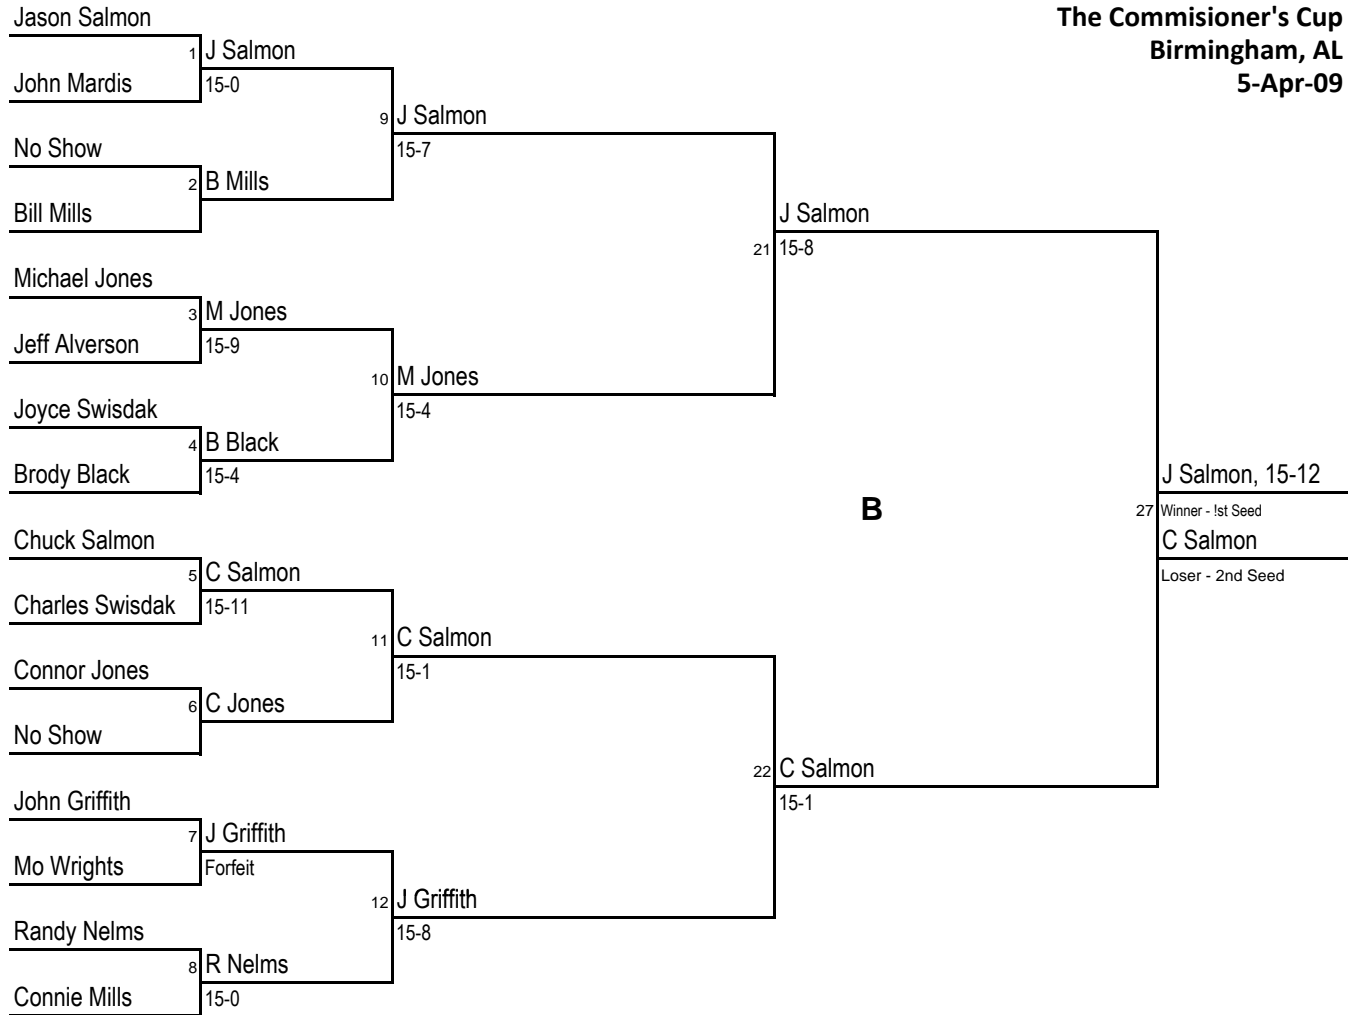 The Commisioner's Cup
Birmingham, AL
5-Apr-09
Jason Salmon
1 J Salmon
John Mardis
15-0
9 J Salmon
15-7
No Show
2 B Mills
Bill Mills
J Salmon
21 15-8
Michael Jones
3 M Jones
Jeff Alverson
15-9
10 M Jones
15-4
Joyce Swisdak
4 B Black
Brody Black
15-4
B
J Salmon, 15-12
27 Winner - !st Seed
C Salmon
Loser - 2nd Seed
Chuck Salmon
5 C Salmon
Charles Swisdak
15-11
11 C Salmon
15-1
Connor Jones
6 C Jones
No Show
22 C Salmon
15-1
John Griffith
7 J Griffith
Mo Wrights
Forfeit
12 J Griffith
15-8
Randy Nelms
8 R Nelms
Connie Mills
15-0